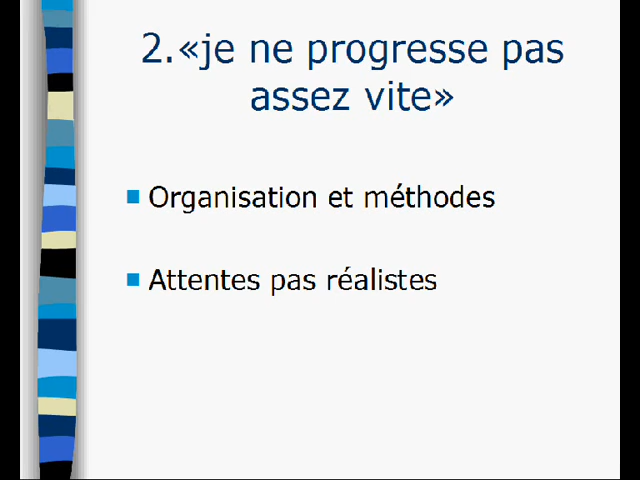 2.«je ne progresse pas
assez vite»
Organisation et méthodes
Attentes pas réalistes